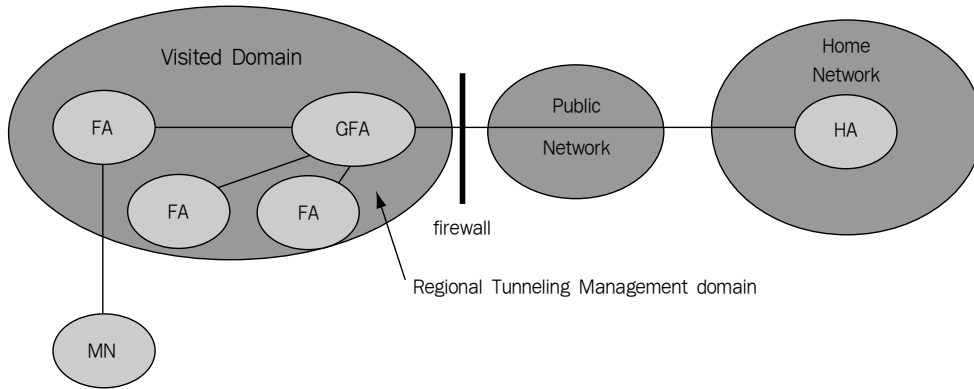 Visited Domain
FA
GFA
FA
FA
MN
firewall
Regional Tunneling Management domain
Public
Network
Home
Network
HA